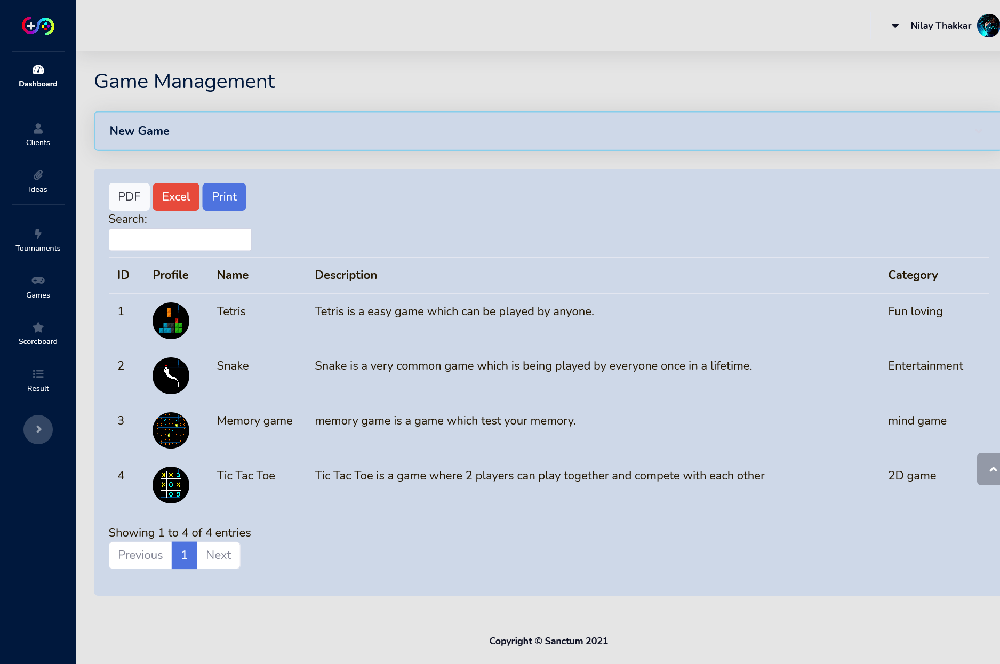 Nilay Thakkar
Dashboard
Clients
Ideas
Tournaments
Games
Scoreboard
Result
Game Management
New Game
PDF Excel Print
Search:
ID Profile Name Description Category
1 Tetris Tetris is a easy game which can be played by anyone. Fun loving
2 Snake Snake is a very common game which is being played by everyone once in a lifetime. Entertainment
3 Memory game memory game is a game which test your memory. mind game
4 Tic Tac Toe Tic Tac Toe is a game where 2 players can play together and compete with each other 2D game
Showing 1 to 4 of 4 entries
Previous 1 Next
Copyright © Sanctum 2021